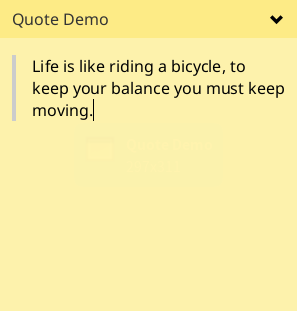 Quote Demo
Life is like riding a bicycle, to
keep your balance you must keep
moving.